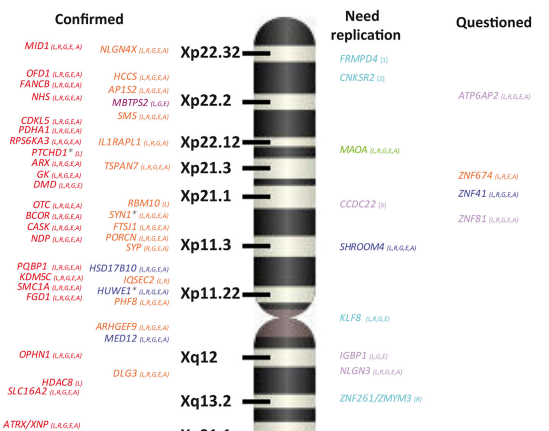 Confirmed
Need replication
Questioned
MID1 (L,R,G,E, A)
NLGN4X (L,R,G,E,A)
Xp22.32
FRMPD4 [1]
OFD1 (L,R,G,E,A)
HCCS (L,R,G,E,A)
CNKSR2 [2]
FANCB (L,R,G,E,A)
AP1S2 (L,R,G,E,A)
NHS (L,R,G,E,A)
MBTPS2 (L,G,E)
Xp22.2
ATP6AP2 (L,R,G,E,A)
SMS (L,R,G,E,A)
CDKL5 (L,R,G,E,A)
PDHA1 (L,R,G,E,A)
RPS6KA3 (L,R,G,E,A)
IL1RAPL1 (L,R,G,A)
Xp22.12
PTCHD1* (L)
MAOA (L,R,G,E,A)
ARX (L,R,G,E,A)
TSPAN7 (L,R,G,E,A)
Xp21.3
GK (L,R,G,E,A)
ZNF674 (L,R,E,A)
DMD (L,R,G,E)
Xp21.1
ZNF41 (L,R,G,E,A)
OTC (L,R,G,E,A)
RBM10 (L)
CCDC22 [3]
BCOR (L,R,G,E,A)
SYN1* (L,R,G,E,A)
ZNF81 (L,R,G,E,A)
CASK (L,R,G,E,A)
FTSJ1 (L,R,G,E,A)
NDP (L,R,G,E,A)
PORCN (L,R,G,E,A)
SYP (R,G,E,A)
Xp11.3
SHROOM4 (L,R,G,E,A)
PQBP1 (L,R,G,E,A)
HSD17B10 (L,R,G,E,A)
KDM5C (L,R,G,E,A)
IQSEC2 (L,R)
SMC1A (L,R,G,E,A)
HUWE1* (L,R,G,E,A)
Xp11.22
FGD1 (L,R,G,E,A)
PHF8 (L,R,G,E,A)
KLF8 (L,R,G,E)
ARHGEF9 (L,R,G,E,A)
MED12 (L,R,G,E,A)
OPHN1 (L,R,G,E,A)
Xq12
IGBP1 (L,G,E)
DLG3 (L,R,G,E,A)
NLGN3 (L,R,G,E,A)
HDAC8 (L)
SLC16A2 (L,R,G,E,A)
Xq13.2
ZNF261/ZMYM3 (R)
ATRX/XNP (L,R,G,E,A)